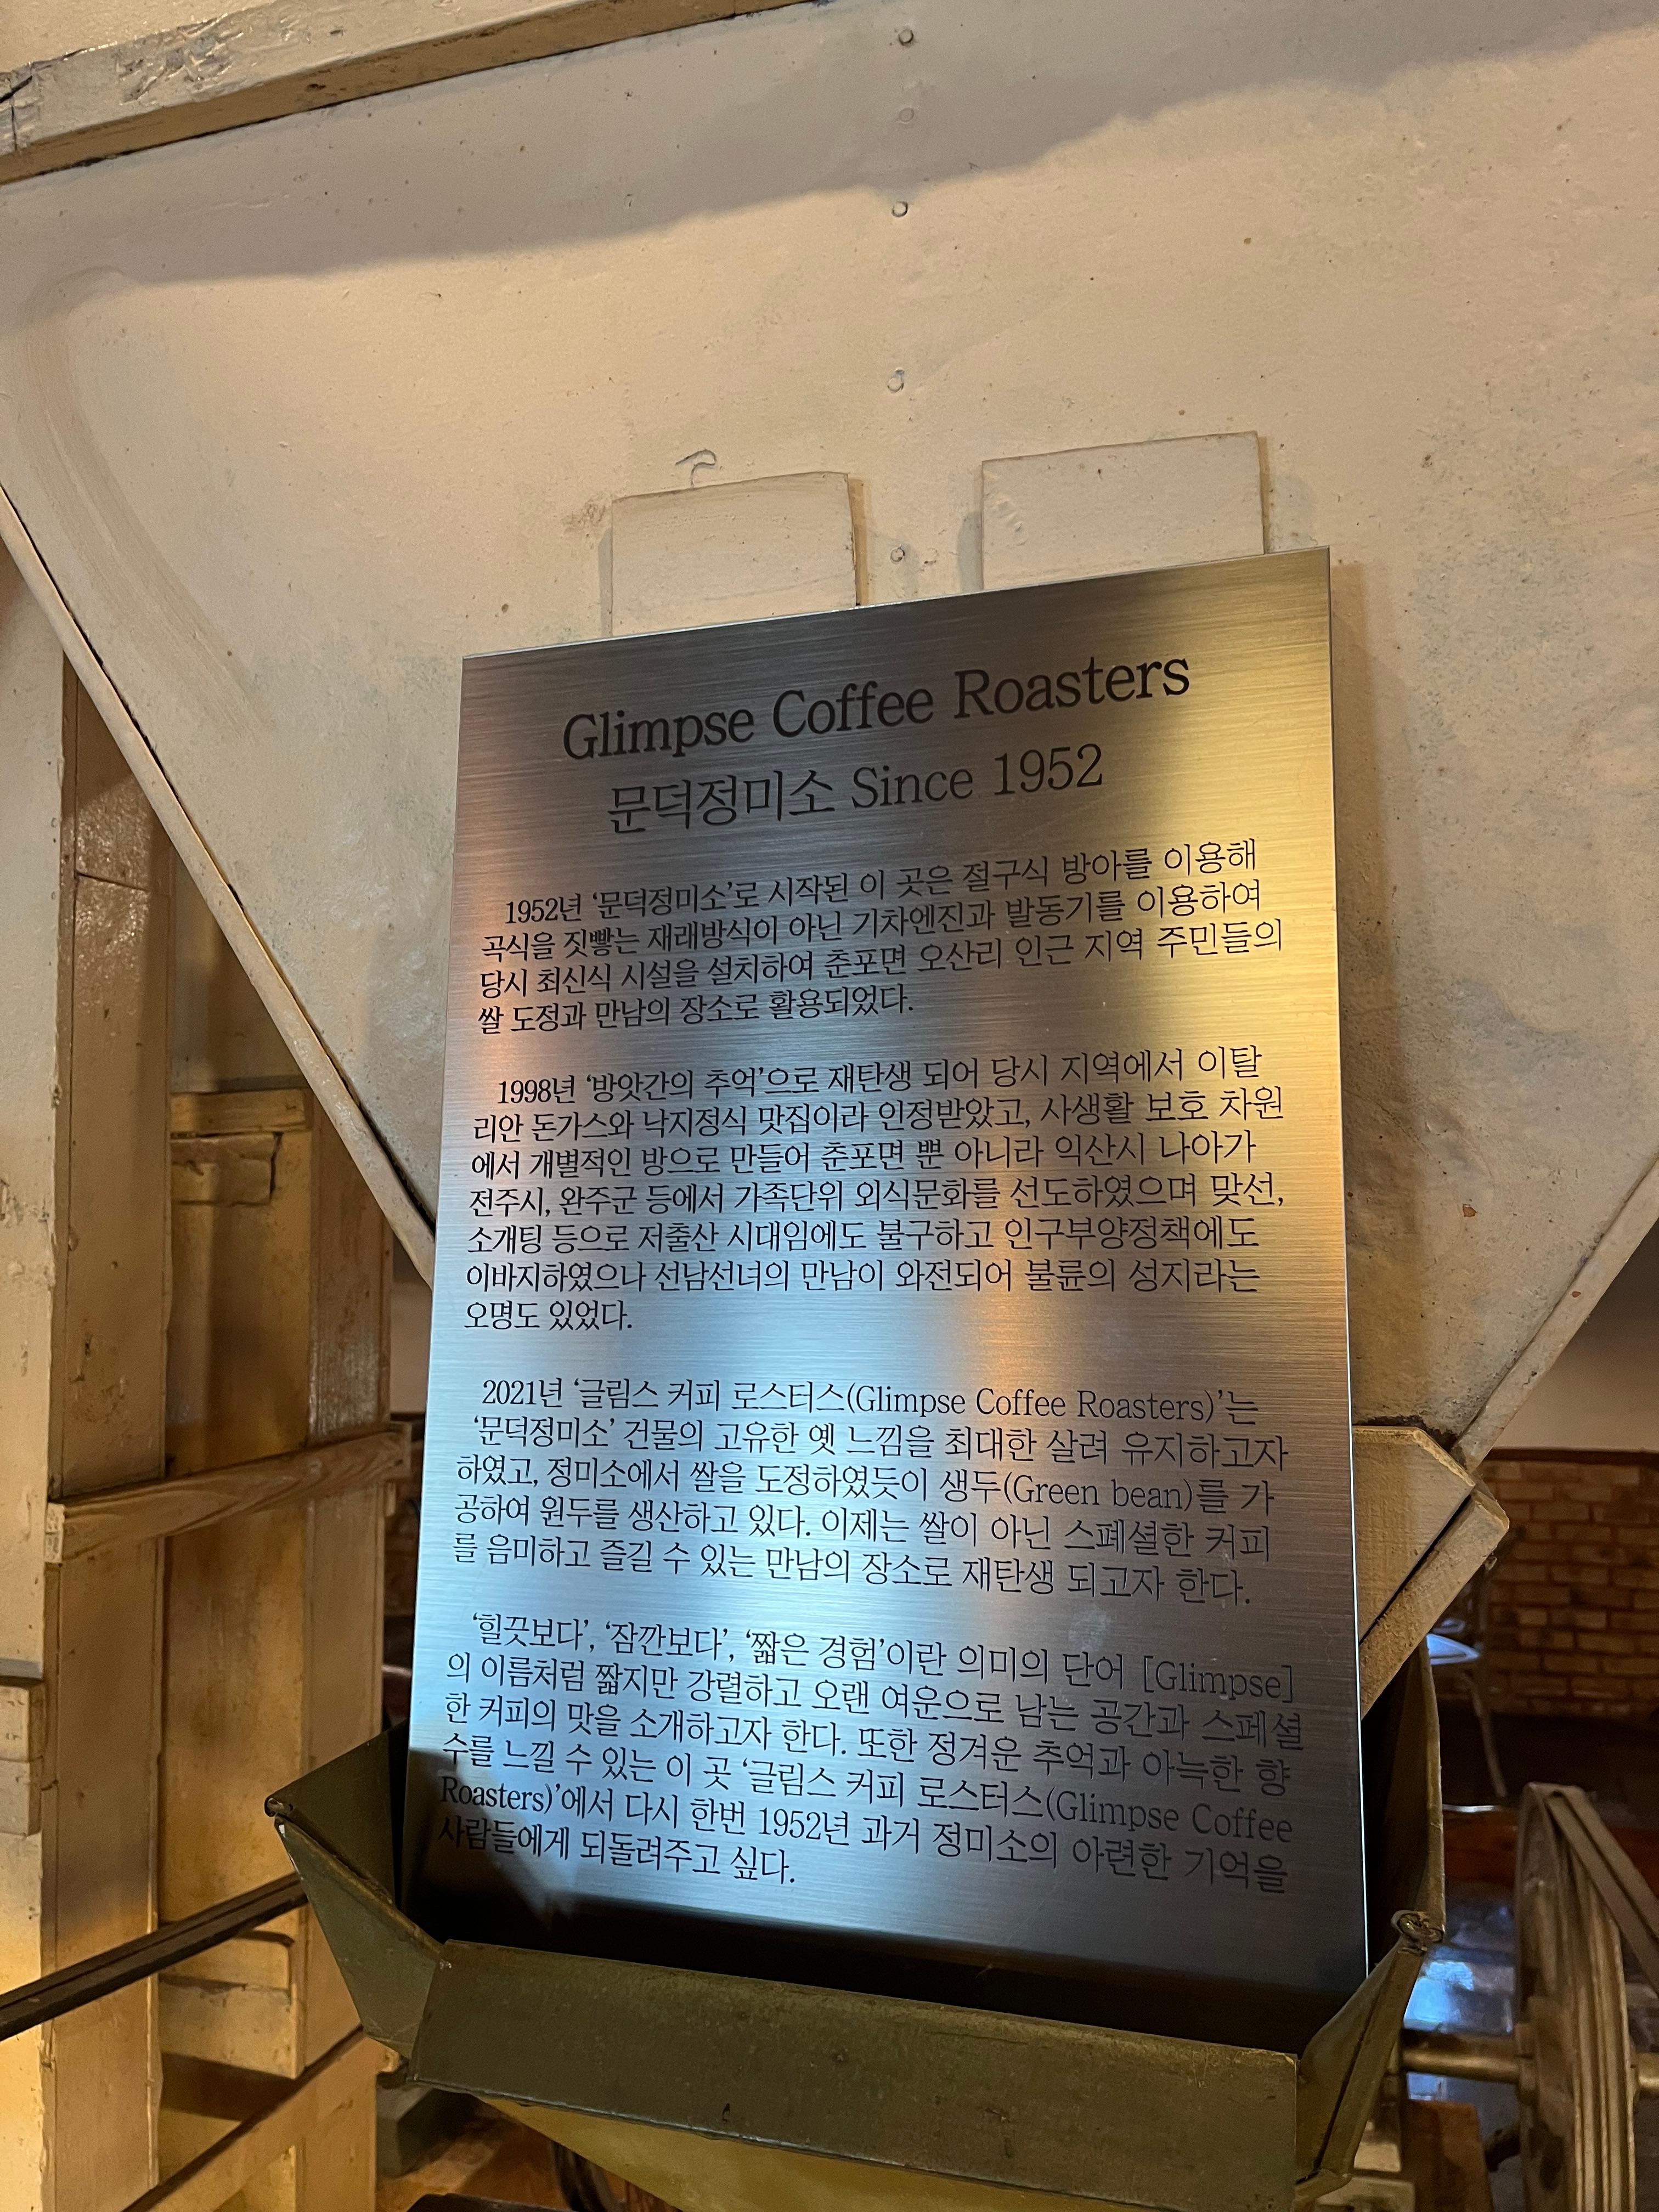 Glimpse Coffee Roasters
문덕정미소 Since 1952
1952년 ‘문덕정미소’로 시작된 이 곳은 절구식 방아를 이용해
곡식을 짓빻는 재래방식이 아닌 기차엔진과 발동기를 이용하여
당시 최신식 시설을 설치하여 춘포면 오산리 인근 지역 주민들의
쌀 도정과 만남의 장소로 활용되었다.
1998년 ‘방앗간의 추억’으로 재탄생 되어 당시 지역에서 이탈
리안 돈가스와 낙지정식 맛집이라 인정받았고, 사생활 보호 차원
에서 개별적인 방으로 만들어 춘포면 뿐 아니라 익산시 나아가
전주시, 완주군 등에서 가족단위 외식문화를 선도하였으며 맞선,
소개팅 등으로 저출산 시대임에도 불구하고 인구부양정책에도
이바지하였으나 선남선녀의 만남이 와전되어 불륜의 성지라는
오명도 있었다.
2021년 ‘글림스 커피 로스터스(Glimpse Coffee Roasters)’는
‘문덕정미소’ 건물의 고유한 옛 느낌을 최대한 살려 유지하고자
하였고, 정미소에서 쌀을 도정하였듯이 생두(Green bean)를 가
공하여 원두를 생산하고 있다. 이제는 쌀이 아닌 스폐셜한 커피
를 음미하고 즐길 수 있는 만남의 장소로 재탄생 되고자 한다.
‘힐끗보다’, ‘잠깐보다’, ‘짧은 경험’이란 의미의 단어 [Glimpse]
의 이름처럼 짧지만 강렬하고 오랜 여운으로 남는 공간과 스페셜
한 커피의 맛을 소개하고자 한다. 또한 정겨운 추억과 아늑한 향
수를 느낄 수 있는 이 곳 ‘글림스 커피 로스터스(Glimpse Coffee
Roasters)’에서 다시 한번 1952년 과거 정미소의 아련한 기억을
사람들에게 되돌려주고 싶다.